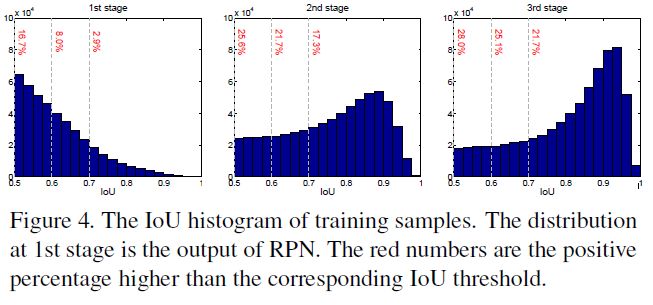 1st stage
2nd stage
3rd stage
10 x 10^4
8
6
4
2
0
16.7%
8.0%
2.9%
0.5 0.6 0.7 0.8 0.9 1
IoU
10 x 10^4
8
6
4
2
0
25.6%
21.7%
17.3%
0.5 0.6 0.7 0.8 0.9 1
IoU
10 x 10^4
8
6
4
2
0
28.0%
25.1%
21.7%
0.5 0.6 0.7 0.8 0.9
IoU
Figure 4. The IoU histogram of training samples. The distribution
at 1st stage is the output of RPN. The red numbers are the positive
percentage higher than the corresponding IoU threshold.